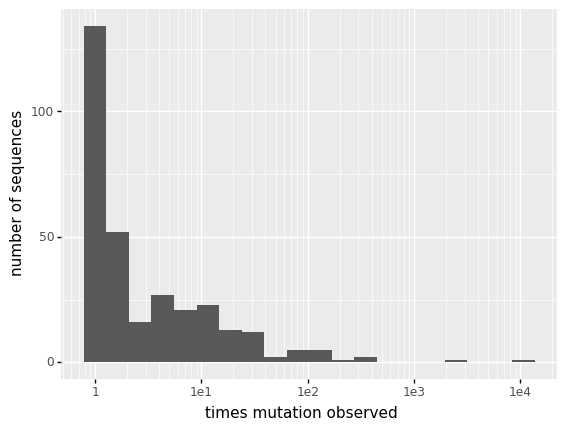 number of sequences
100
50
0
1
1e1
1e2
1e3
1e4
times mutation observed